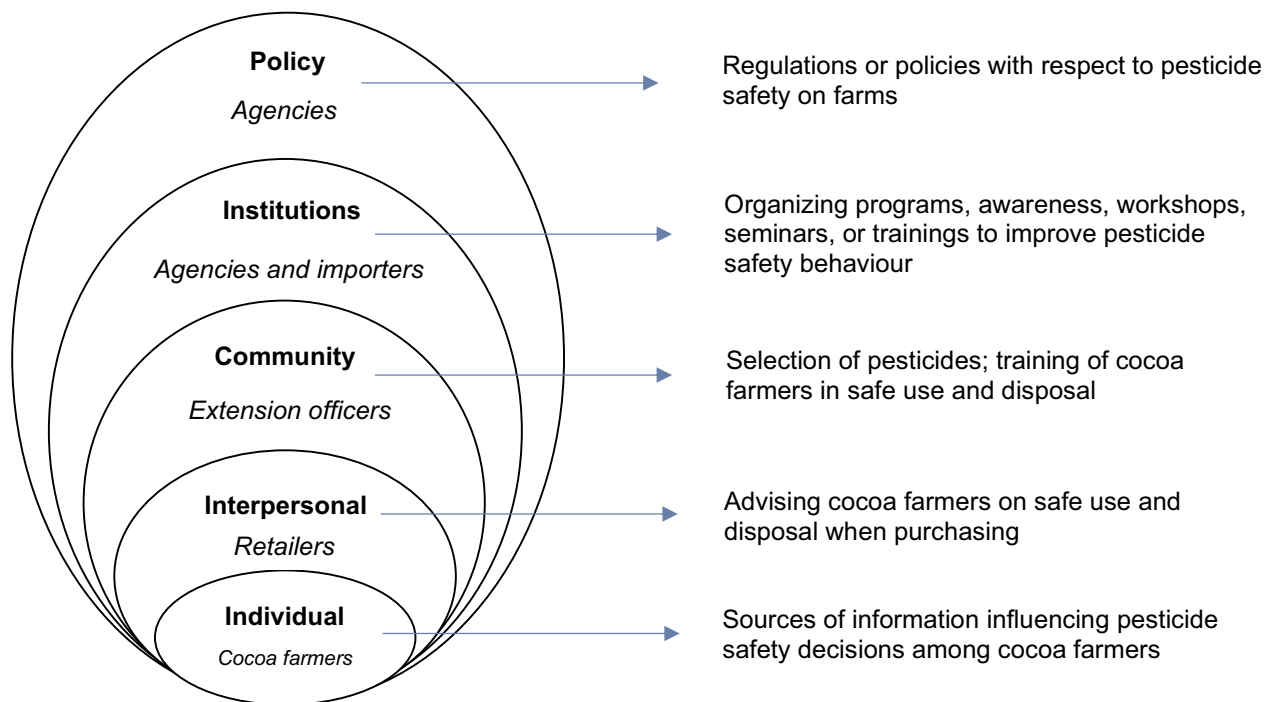 Policy
Agencies
Regulations or policies with respect to pesticide
safety on farms
Institutions
Agencies and importers
Organizing programs, awareness, workshops,
seminars, or trainings to improve pesticide
safety behaviour
Community
Extension officers
Selection of pesticides; training of cocoa
farmers in safe use and disposal
Interpersonal
Retailers
Advising cocoa farmers on safe use and
disposal when purchasing
Individual
Cocoa farmers
Sources of information influencing pesticide
safety decisions among cocoa farmers